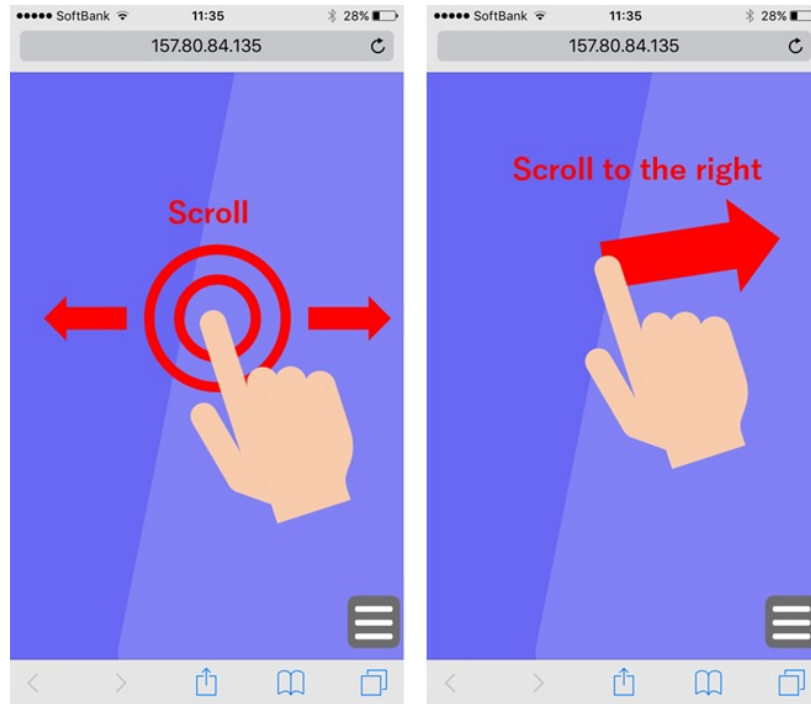 SoftBank 11:35 28%
157.80.84.135
Scroll
SoftBank 11:35 28%
157.80.84.135
Scroll to the right